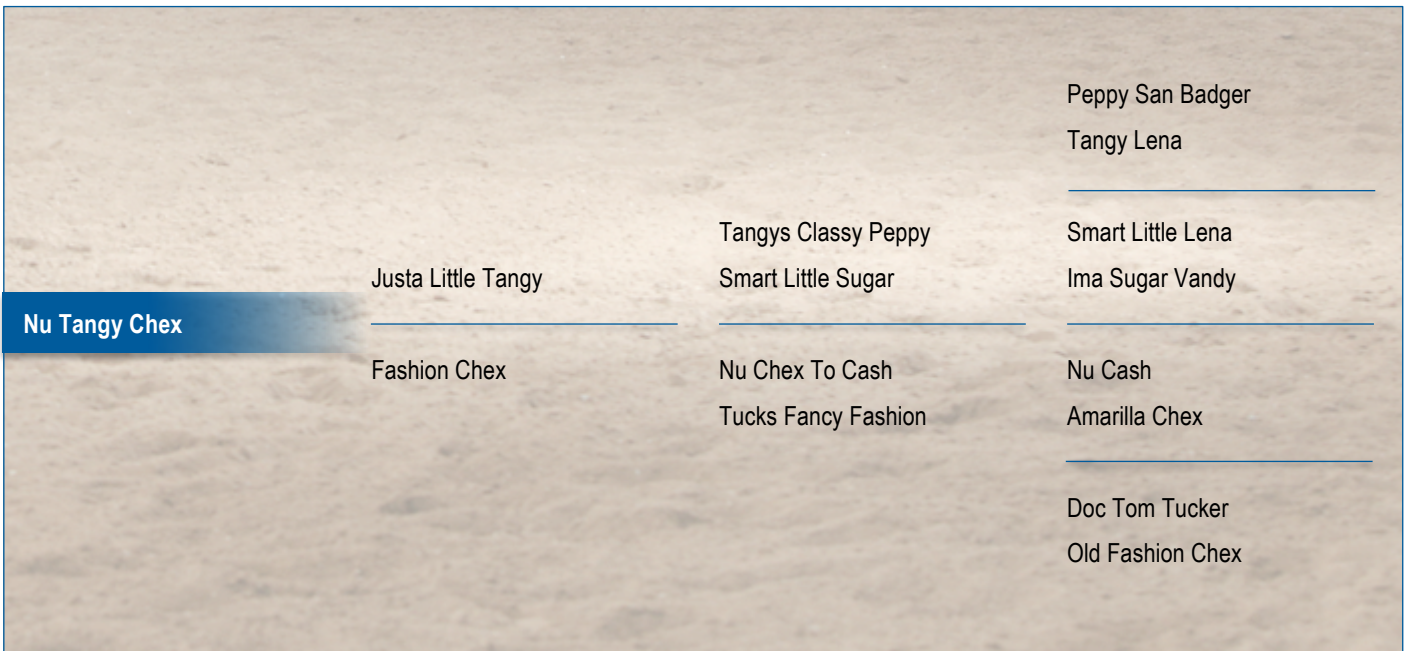 Nu Tangy Chex
Justa Little Tangy
Fashion Chex
Tangys Classy Peppy
Smart Little Sugar
Nu Chex To Cash
Tucks Fancy Fashion
Peppy San Badger
Tangy Lena
Smart Little Lena
Ima Sugar Vandy
Nu Cash
Amarilla Chex
Doc Tom Tucker
Old Fashion Chex